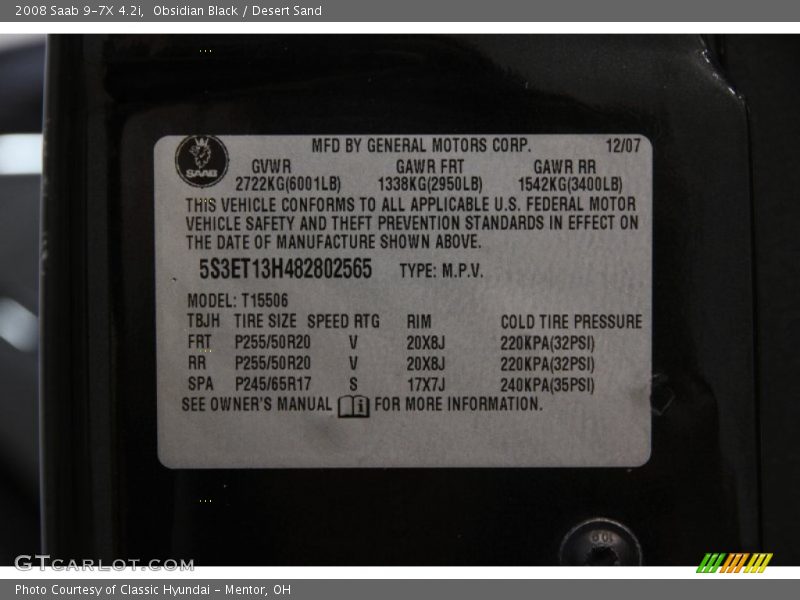 2008 Saab 9-7X 4.2i,  Obsidian Black / Desert Sand
MFD BY GENERAL MOTORS CORP. 12/07
SAAB
GVWR GAWR FRT GAWR RR
2722KG(6001LB) 1338KG(2950LB) 1542KG(3400LB)
THIS VEHICLE CONFORMS TO ALL APPLICABLE U.S. FEDERAL MOTOR
VEHICLE SAFETY AND THEFT PREVENTION STANDARDS IN EFFECT ON
THE DATE OF MANUFACTURE SHOWN ABOVE.
5S3ET13H482802565 TYPE: M.P.V.
MODEL: T15506
TBJH TIRE SIZE SPEED RTG RIM COLD TIRE PRESSURE
FRT P255/50R20 V 20X8J 220KPA(32PSI)
RR P255/50R20 V 20X8J 220KPA(32PSI)
SPA P245/65R17 S 17X7J 240KPA(35PSI)
SEE OWNER'S MANUAL i FOR MORE INFORMATION.
10.9
GTCARLOT.COM
Photo Courtesy of Classic Hyundai - Mentor, OH